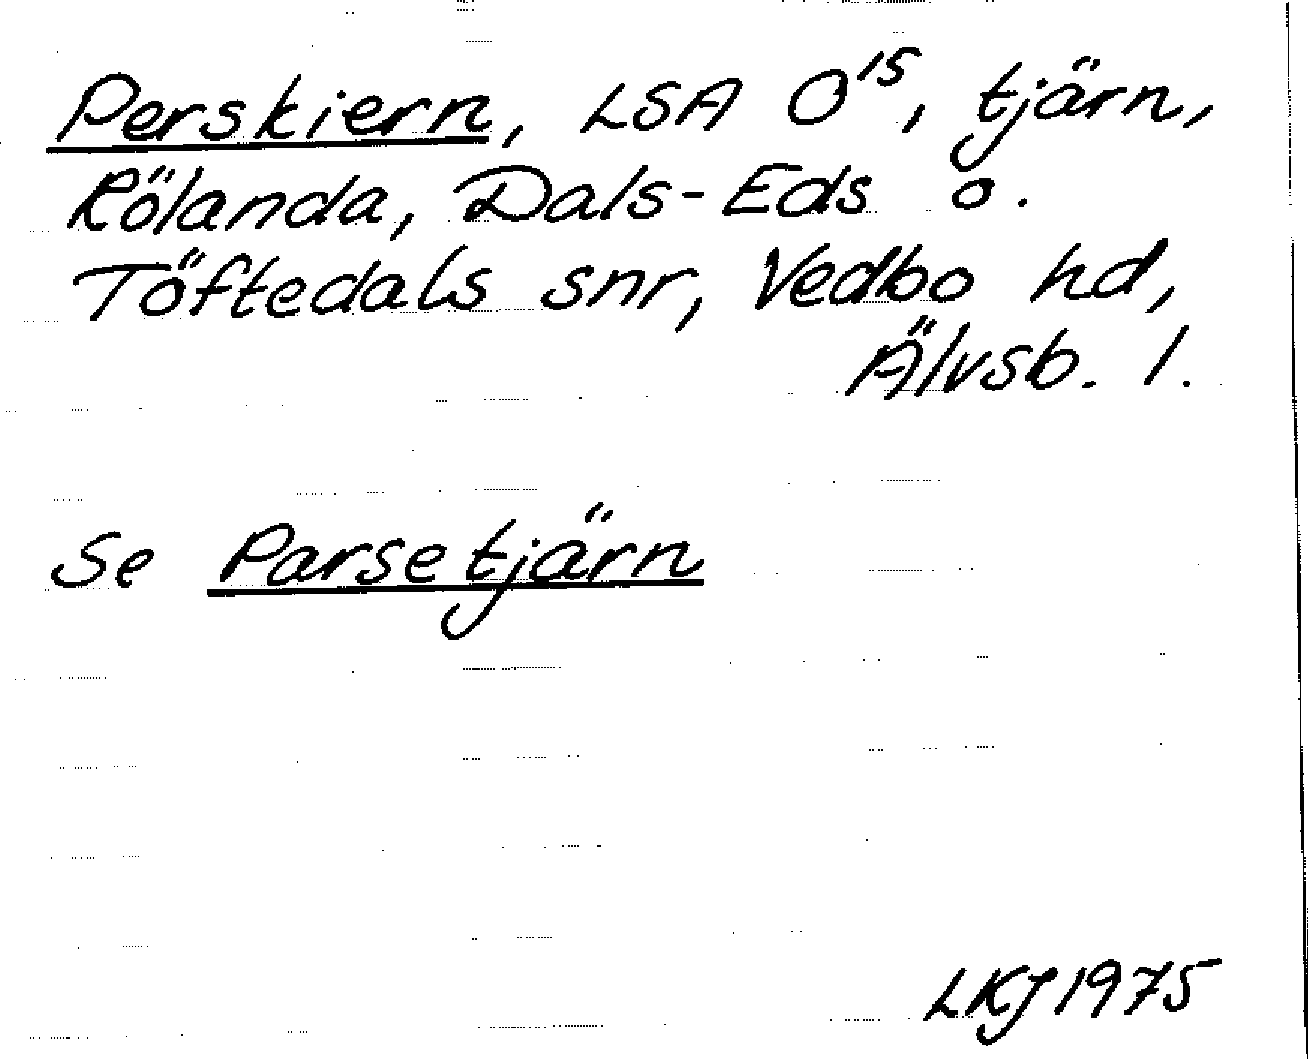 Perskiern, LSA O¹⁵, tjärn,
Rölanda, Dals-Eds o.
Töftedals snr, Vedbo hd,
Älvsb. l.
Se Parsetjärn
LKJ 1975